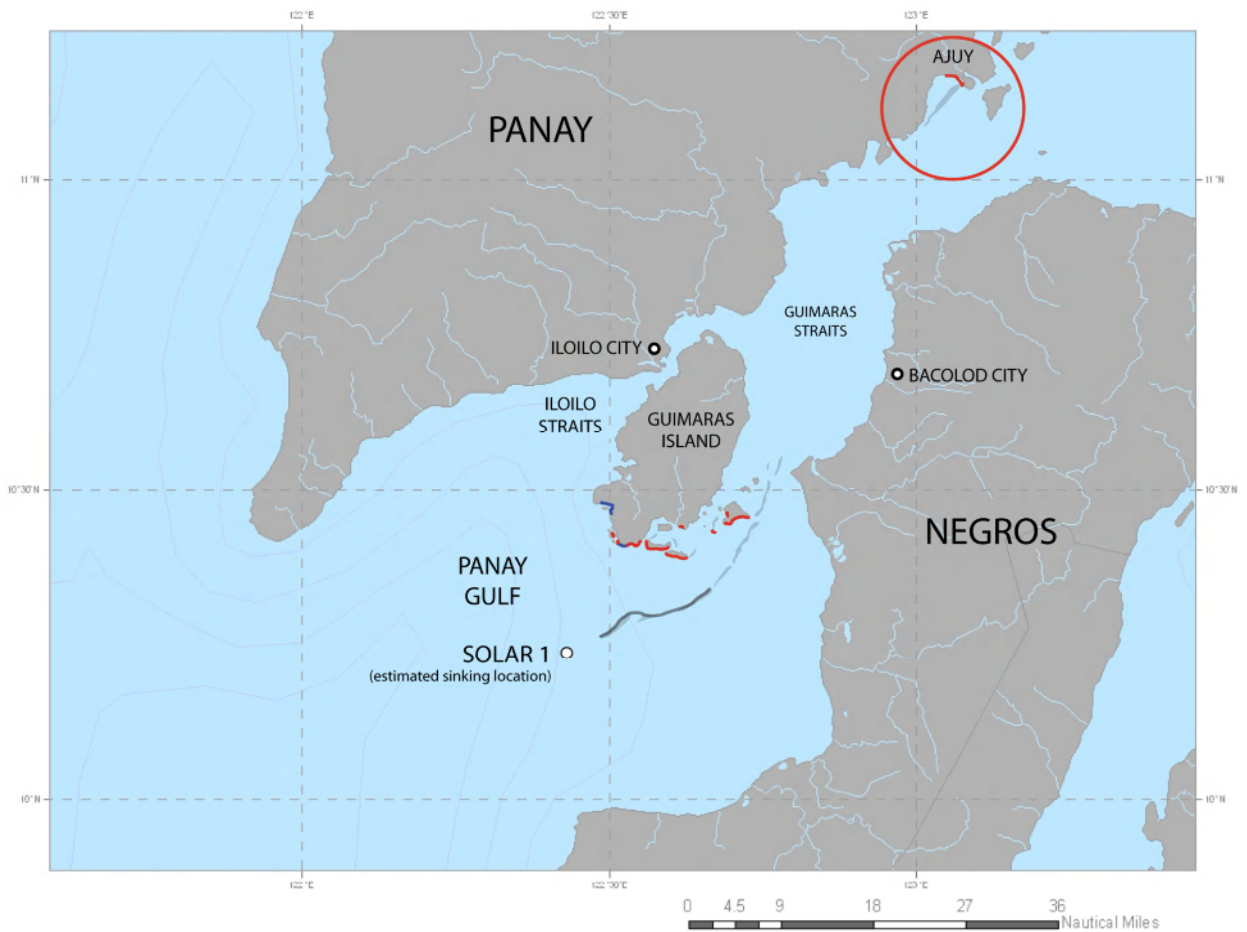 122°E
122°30'E
123°E
AJUY
PANAY
11°N
11°N
GUIMARAS
STRAITS
ILOILO CITY
BACOLOD CITY
ILOILO
STRAITS
GUIMARAS
ISLAND
10°30'N
10°30'N
NEGROS
PANAY
GULF
SOLAR 1
(estimated sinking location)
10°N
10°N
122°E
122°30'E
123°E
0 4.5 9 18 27 36
Nautical Miles